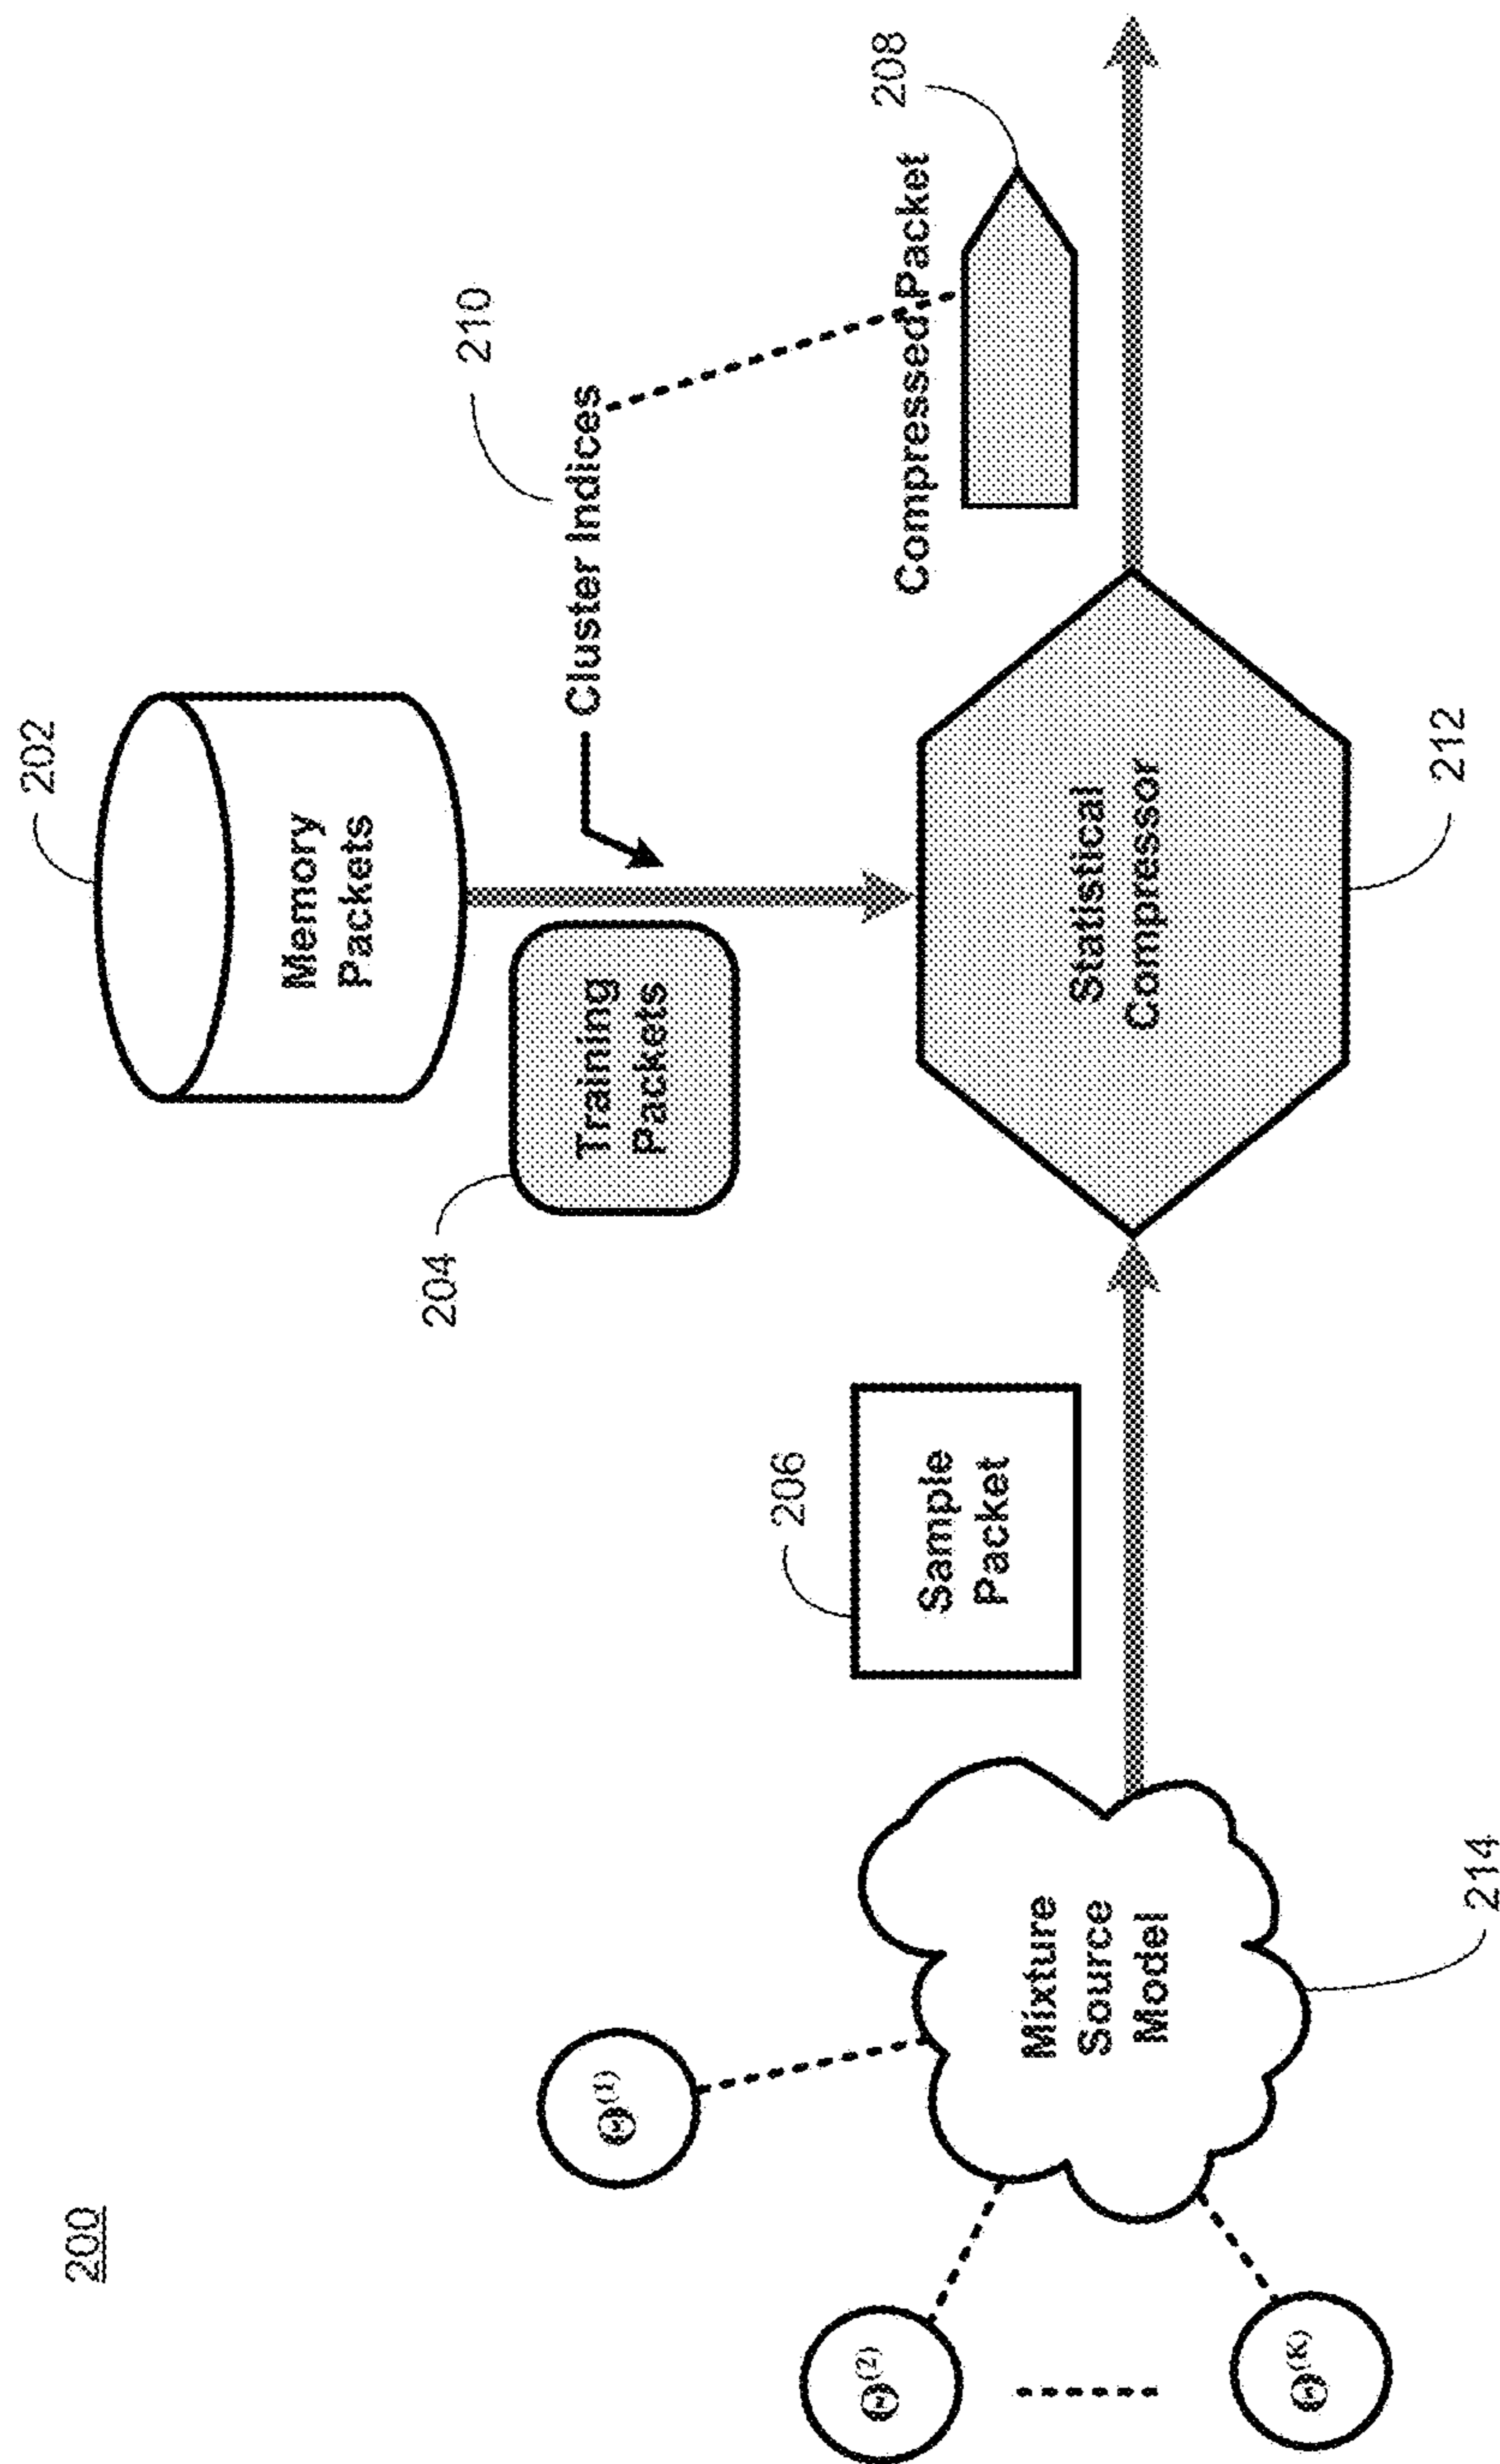 200
202
Memory
Packets
204
Training
Packets
Cluster Indices
210
206
Sample
Packet
Compressed Packet
208
Statistical
Compressor
212
Mixture
Source
Model
214
Θ(1)
Θ(2)
Θ(K)